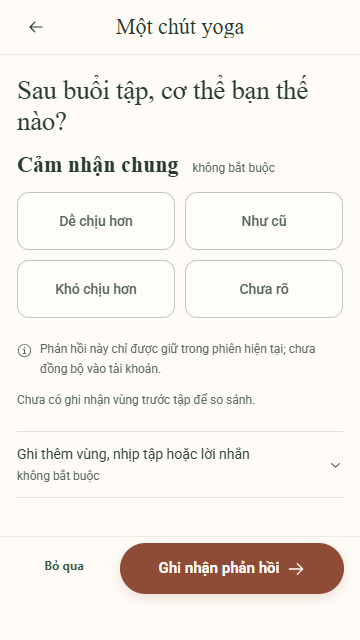 Một chút yoga
Sau buổi tập, cơ thể bạn thế
nào?
Cảm nhận chung không bắt buộc
Dễ chịu hơn
Như cũ
Khó chịu hơn
Chưa rõ
Phản hồi này chỉ được giữ trong phiên hiện tại; chưa
đồng bộ vào tài khoản.
Chưa có ghi nhận vùng trước tập để so sánh.
Ghi thêm vùng, nhịp tập hoặc lời nhắn
không bắt buộc
Bỏ qua
Ghi nhận phản hồi